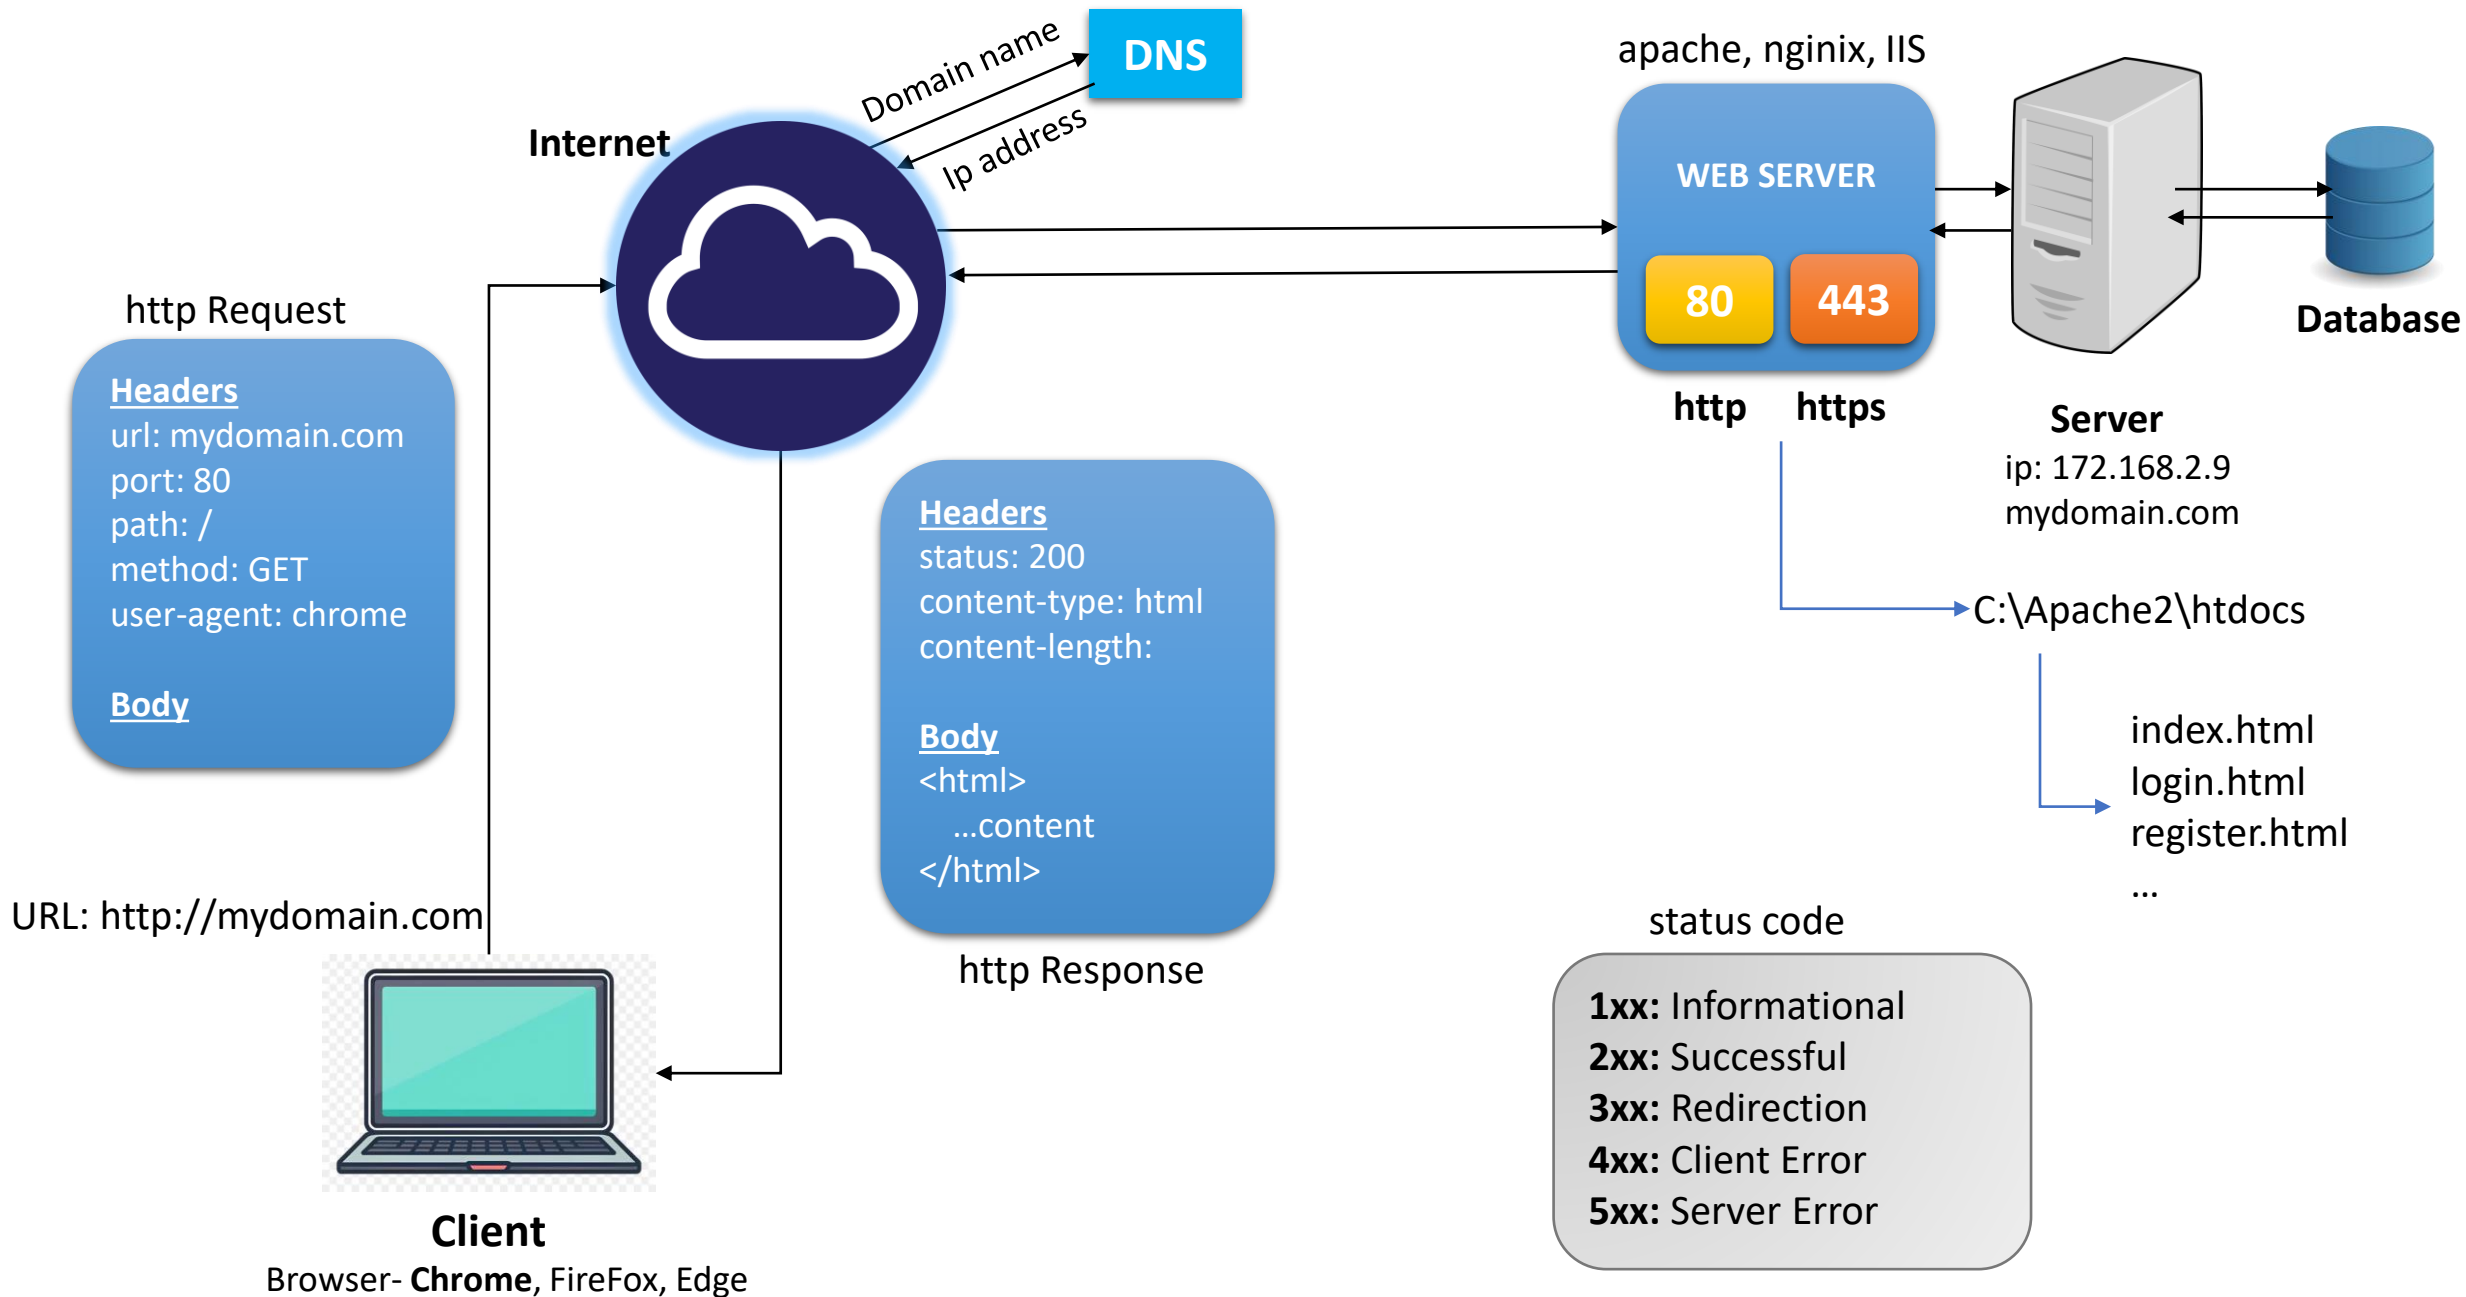 DNS
Domain name
Ip address
Internet
apache, nginix, IIS
WEB SERVER
80
443
http
https
Database
Server
ip: 172.168.2.9
mydomain.com
C:\Apache2\htdocs
index.html
login.html
register.html
...
http Request
Headers
url: mydomain.com
port: 80
path: /
method: GET
user-agent: chrome
Body
Headers
status: 200
content-type: html
content-length:
Body
<html>
...content
</html>
http Response
URL: http://mydomain.com
Client
Browser- Chrome, FireFox, Edge
status code
1xx: Informational
2xx: Successful
3xx: Redirection
4xx: Client Error
5xx: Server Error